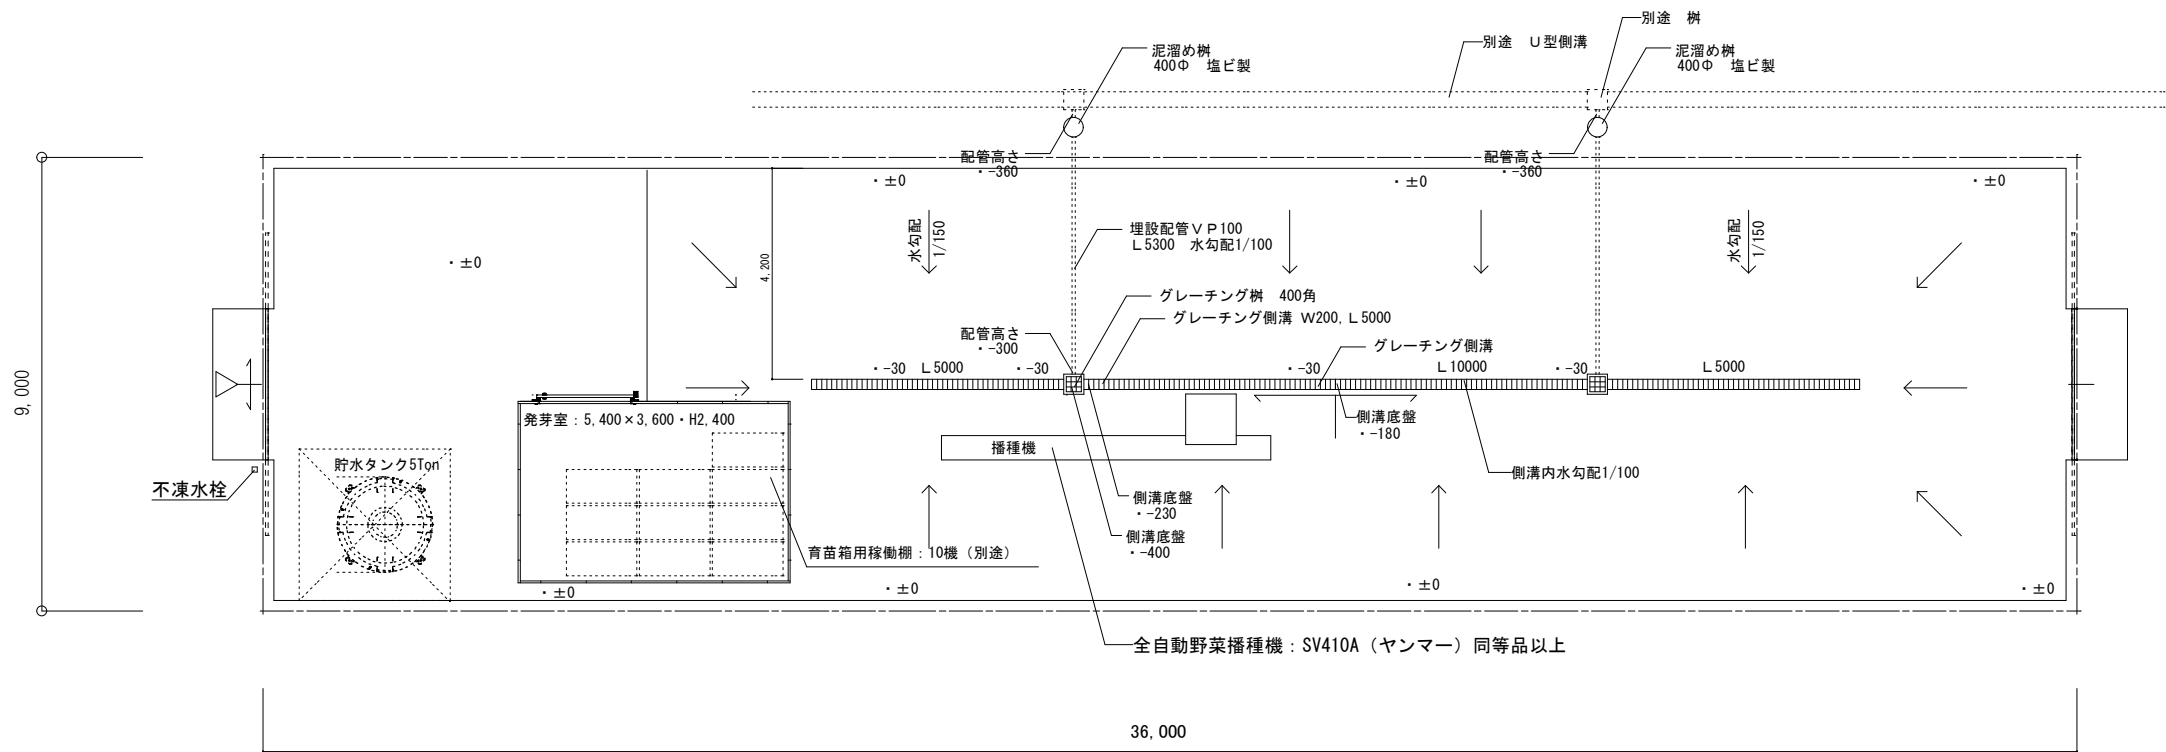 別途　桝
別途　U型側溝
泥溜め桝
400Φ　塩ビ製
泥溜め桝
400Φ　塩ビ製
配管高さ
・-360
配管高さ
・-360
・±0
・±0
・±0
・±0
水勾配
1/150
水勾配
1/150
4,200
埋設配管ＶＰ100
Ｌ5300　水勾配1/100
グレーチング桝　400角
グレーチング側溝 W200,Ｌ5000
配管高さ
・-300
グレーチング側溝
・-30　Ｌ5000
・-30
・-30
Ｌ10000
・-30
Ｌ5000
9,000
発芽室：5,400×3,600・H2,400
側溝底盤
・-180
播種機
貯水タンク5Ton
側溝内水勾配1/100
不凍水栓
側溝底盤
・-230
側溝底盤
・-400
育苗箱用稼働棚：10機（別途）
・±0
・±0
・±0
・±0
全自動野菜播種機：SV410A（ヤンマー）同等品以上
36,000